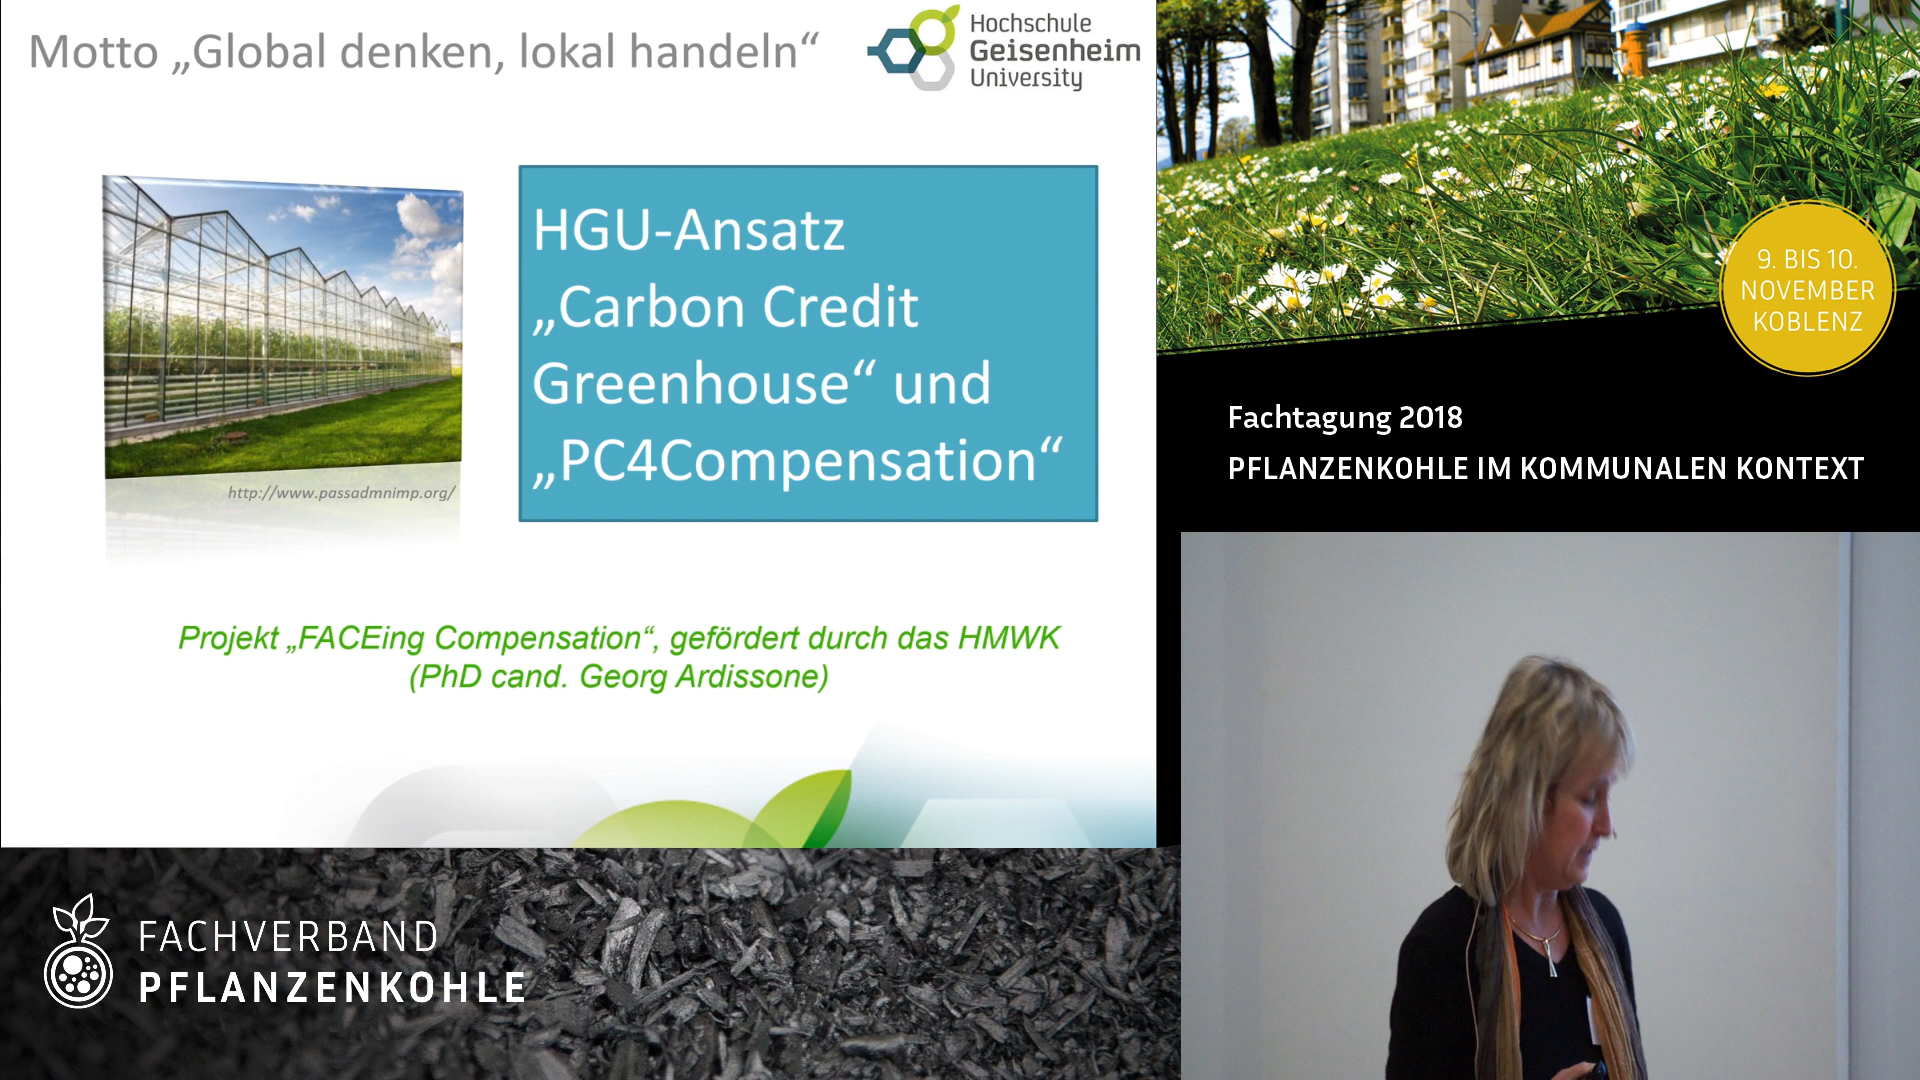 Motto „Global denken, lokal handeln“
Hochschule
Geisenheim
University
HGU-Ansatz
„Carbon Credit
Greenhouse“ und
„PC4Compensation“
http://www.passadmnimp.org/
Projekt „FACEing Compensation“, gefördert durch das HMWK
(PhD cand. Georg Ardissone)
9. BIS 10.
NOVEMBER
KOBLENZ
Fachtagung 2018
PFLANZENKOHLE IM KOMMUNALEN KONTEXT
FACHVERBAND
PFLANZENKOHLE